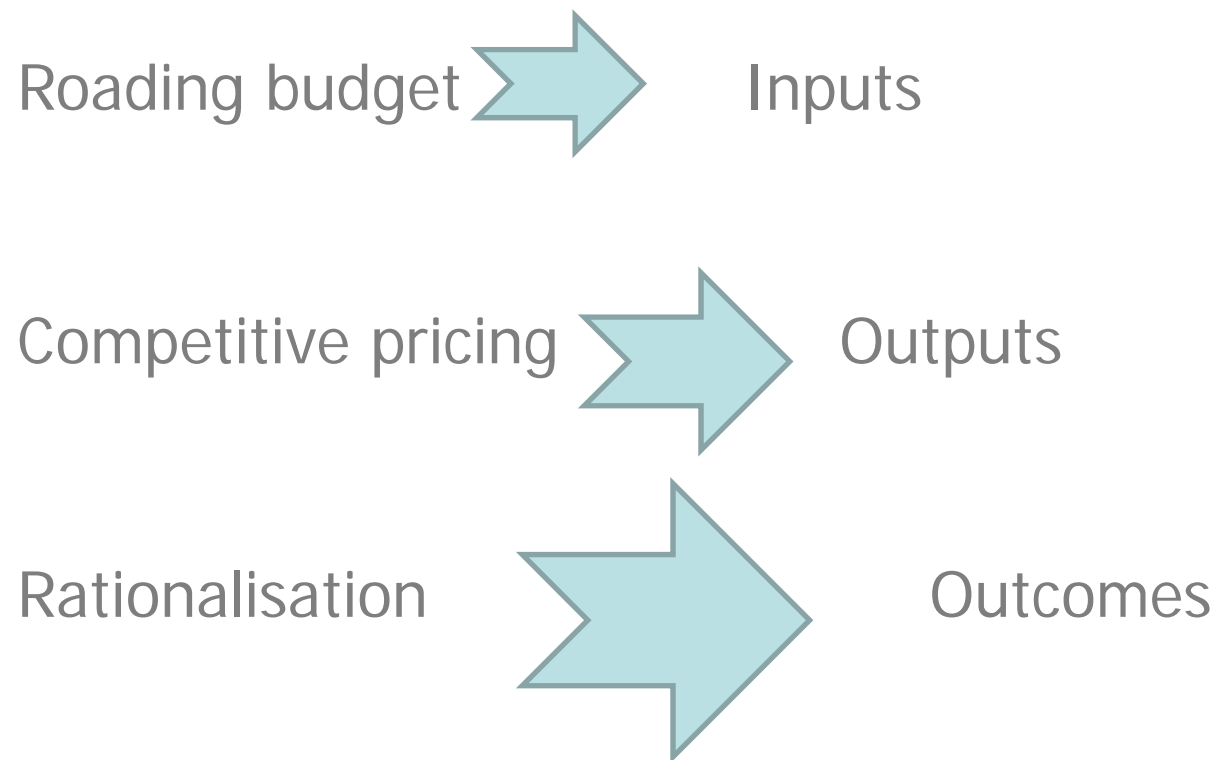 Roading budget Inputs
Competitive pricing Outputs
Rationalisation Outcomes